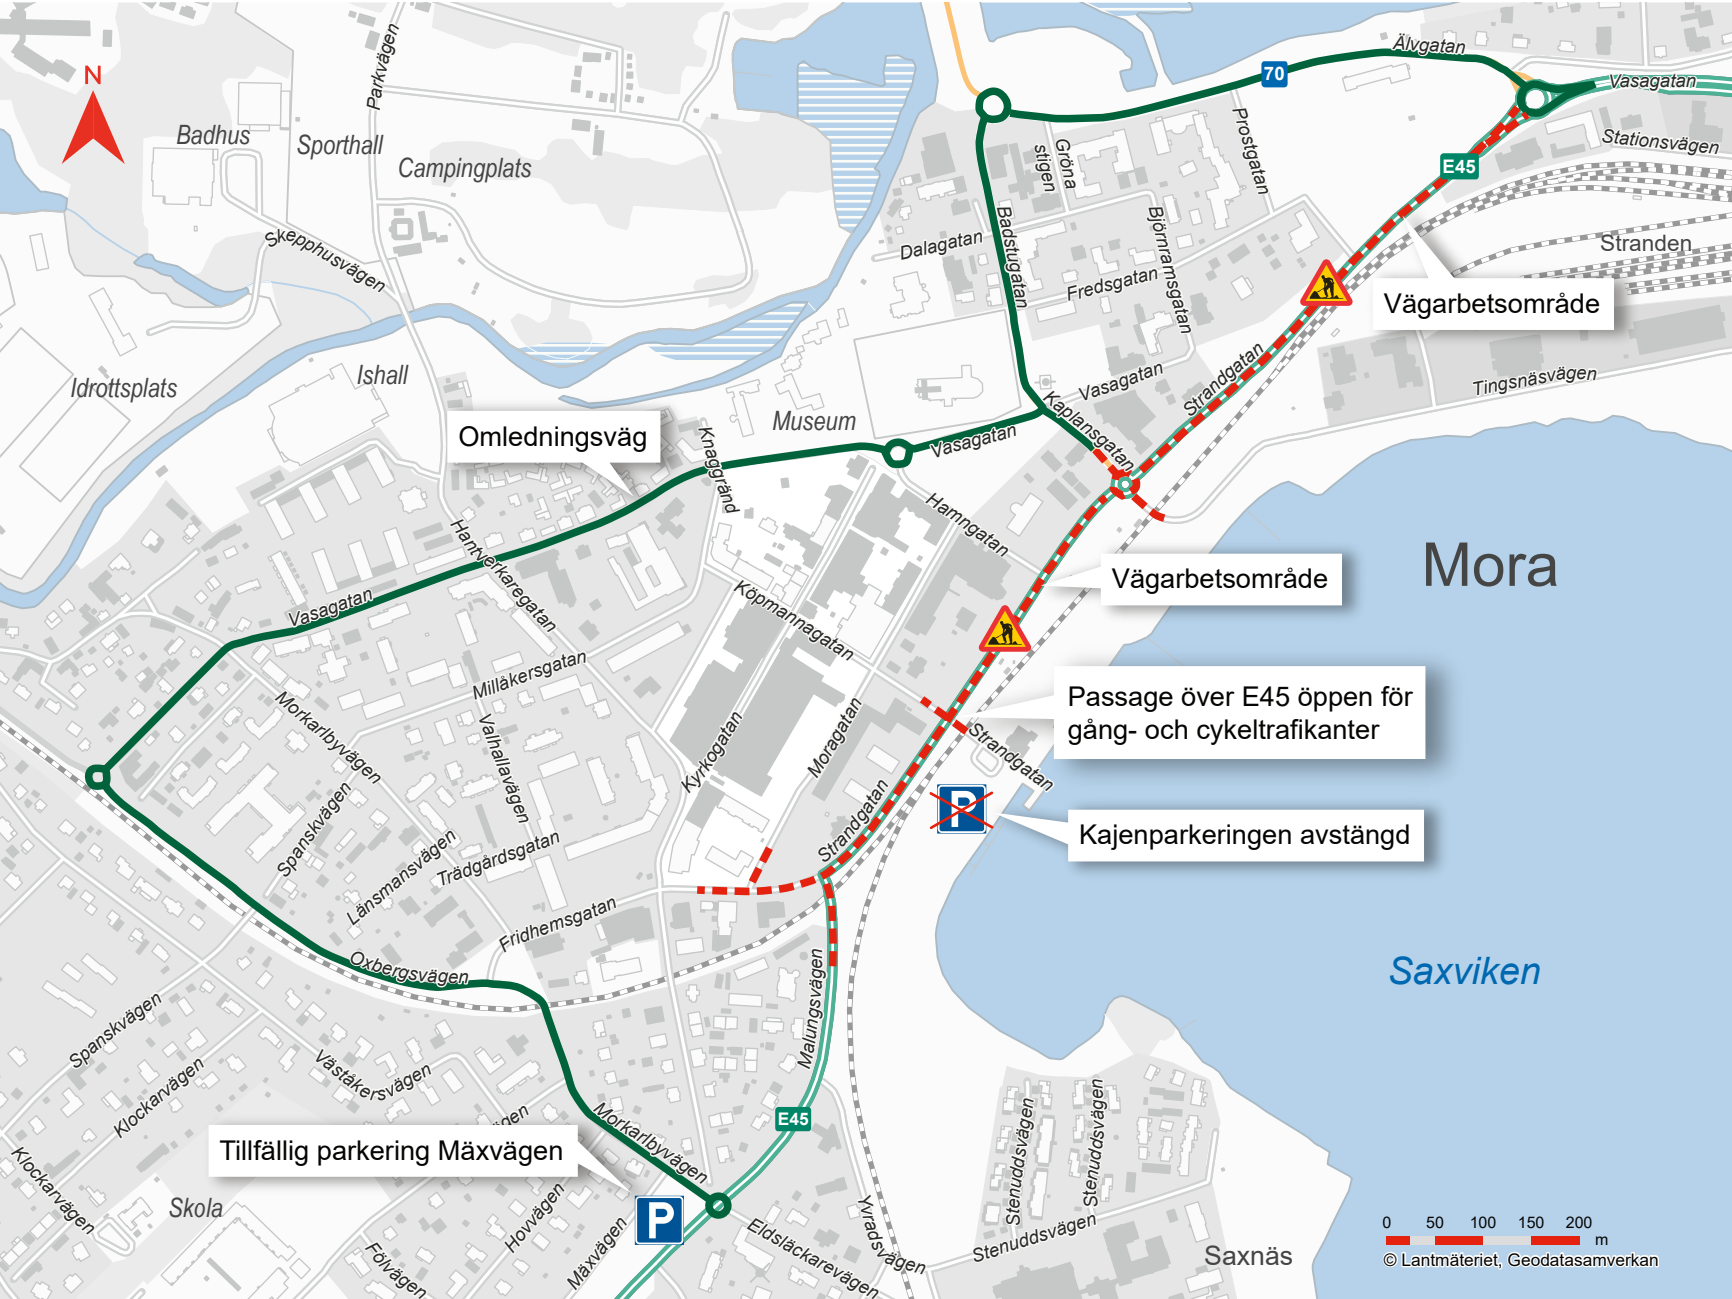 N
Parkvägen
Badhus
Sporthall
Campingplats
Skepphusvägen
Idrottsplats
Ishall
Museum
Älvgatan
70
Vasagatan
Stationsvägen
E45
Prostgatan
Gröna
stigen
Badstugatan
Dalagatan
Björnramsgatan
Fredsgatan
Stranden
Vägarbetsområde
Tingsnäsvägen
Strandgatan
Vasagatan
Kaplansgatan
Vasagatan
Omledningsväg
Knaggränd
Hamngatan
Hantverkaregatan
Vägarbetsområde
Mora
Vasagatan
Köpmannagatan
Millåkersgatan
Morkarlbyvägen
Valhallavägen
Kyrkogatan
Moragatan
Passage över E45 öppen för
gång- och cykeltrafikanter
Strandgatan
Strandgatan
P
Kajenparkeringen avstängd
Spanskvägen
Länsmansvägen
Trädgårdsgatan
Fridhemsgatan
Oxbergsvägen
Malungsvägen
Saxviken
Spanskvägen
Klockarvägen
Väståkersvägen
ägen
E45
Morkarlbyvägen
Tillfällig parkering Mäxvägen
P
Klockarvägen
Skola
Hovvägen
Mäxvägen
Fölvägen
Eldsläckarevägen
Yvradsvägen
Stenuddsvägen
Stenuddsvägen
Stenuddsvägen
Saxnäs
0 50 100 150 200
m
© Lantmäteriet, Geodatasamverkan